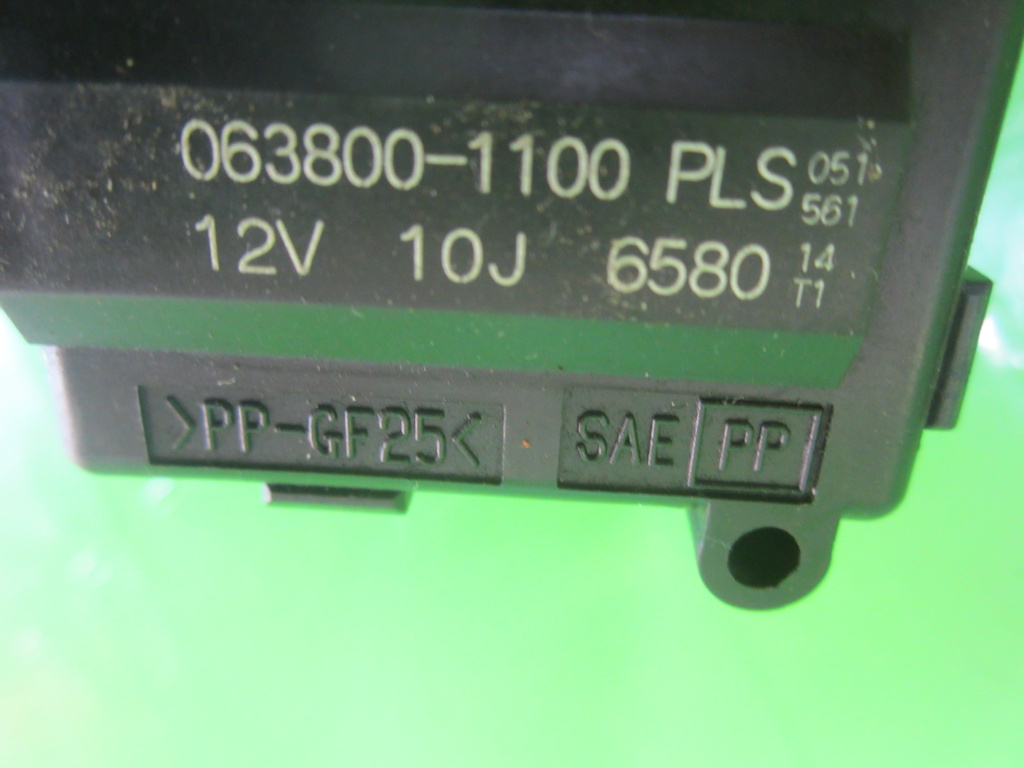 063800-1100 PLS 051
561
12V 10J 6580 14
T1
>PP-GF25< SAE PP